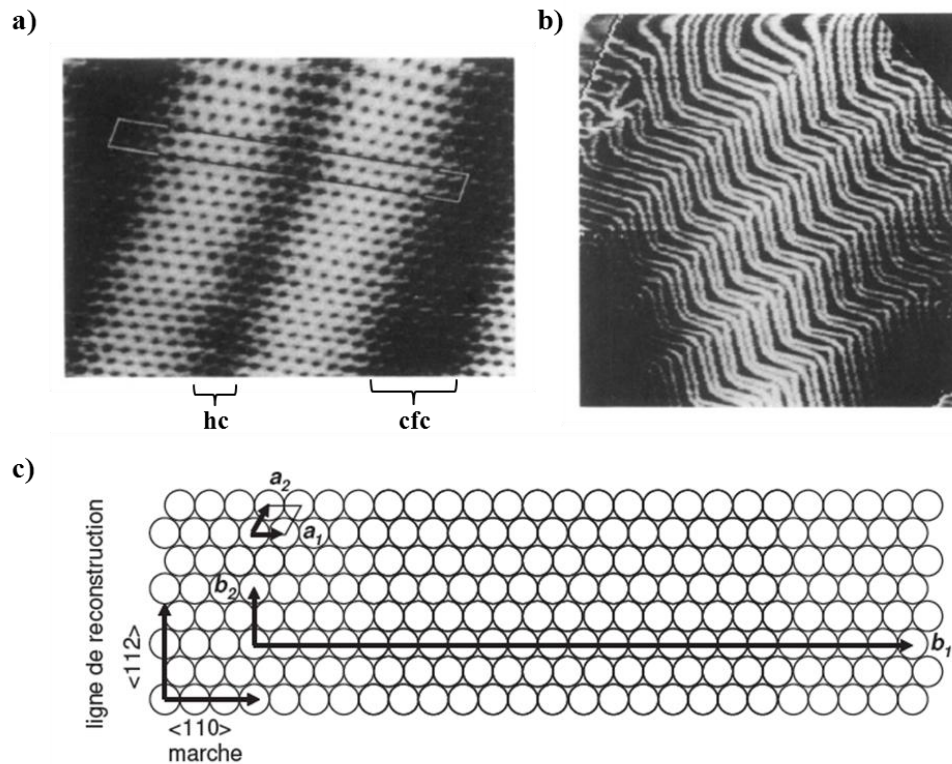 a)
b)
hc
cfc
c)
ligne de reconstruction
<112>
a₂
a₁
b₂
b₁
<110>
marche